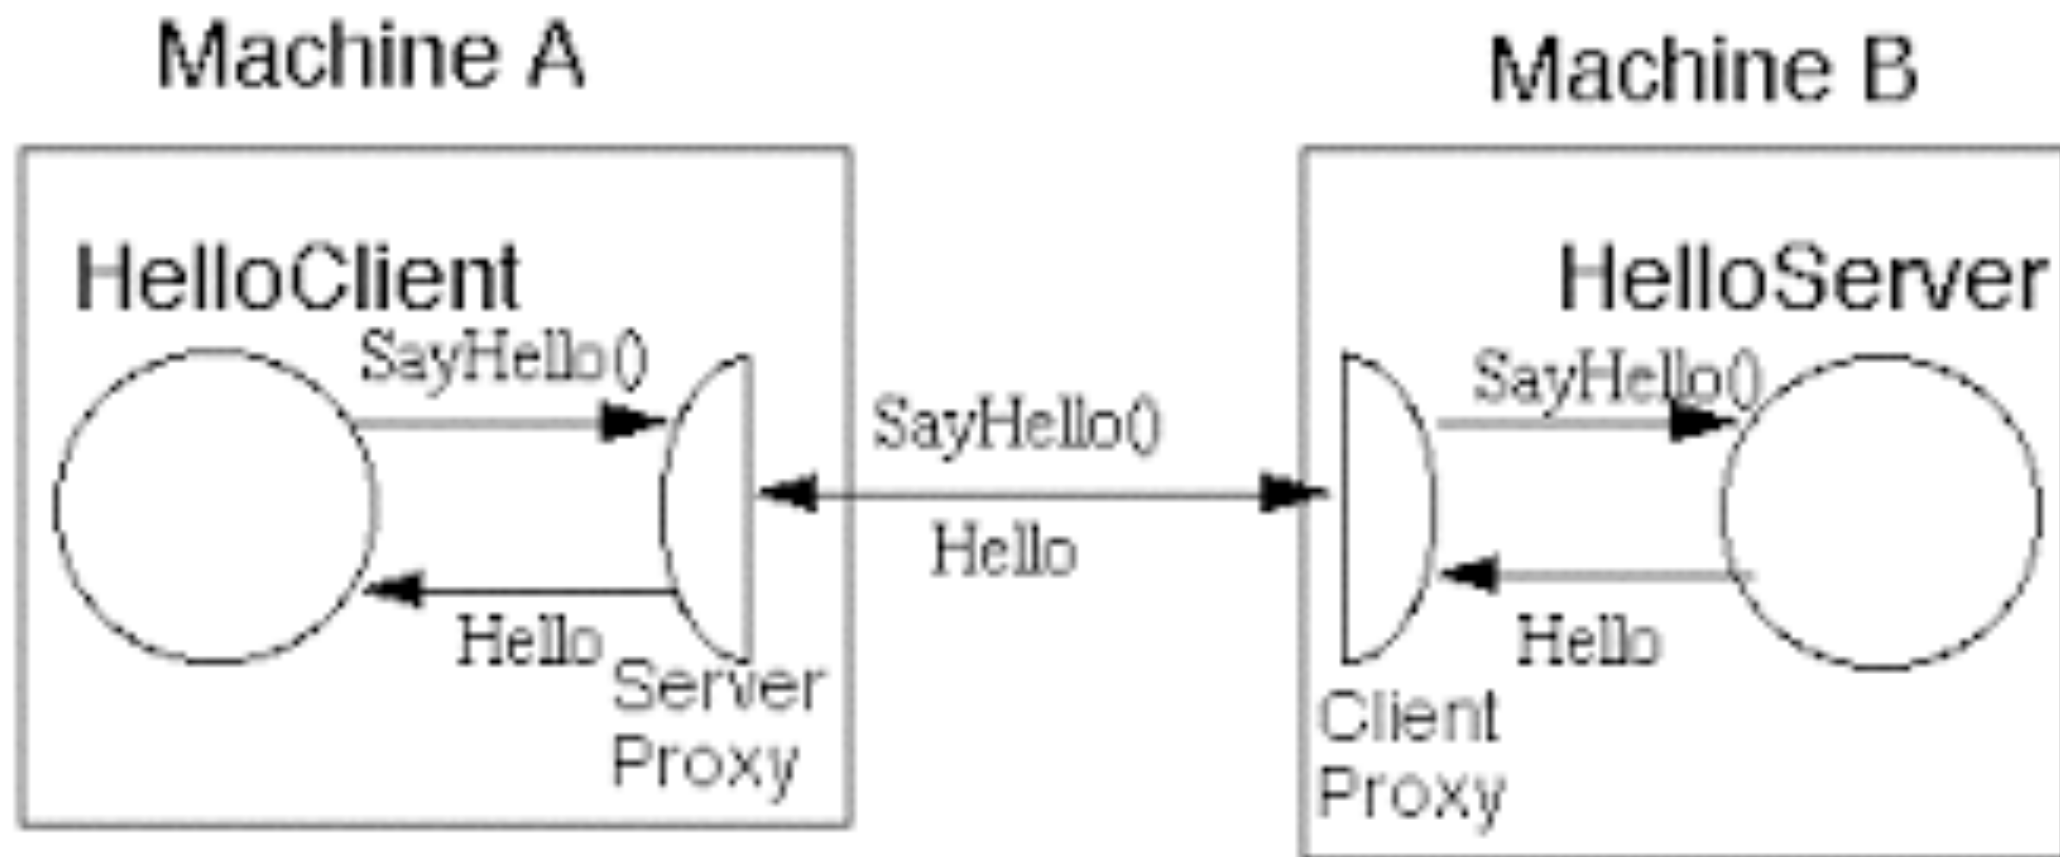 Machine A
Machine B
HelloClient
SayHello()
Hello
Server
Proxy
SayHello()
Hello
HelloServer
SayHello()
Hello
Client
Proxy